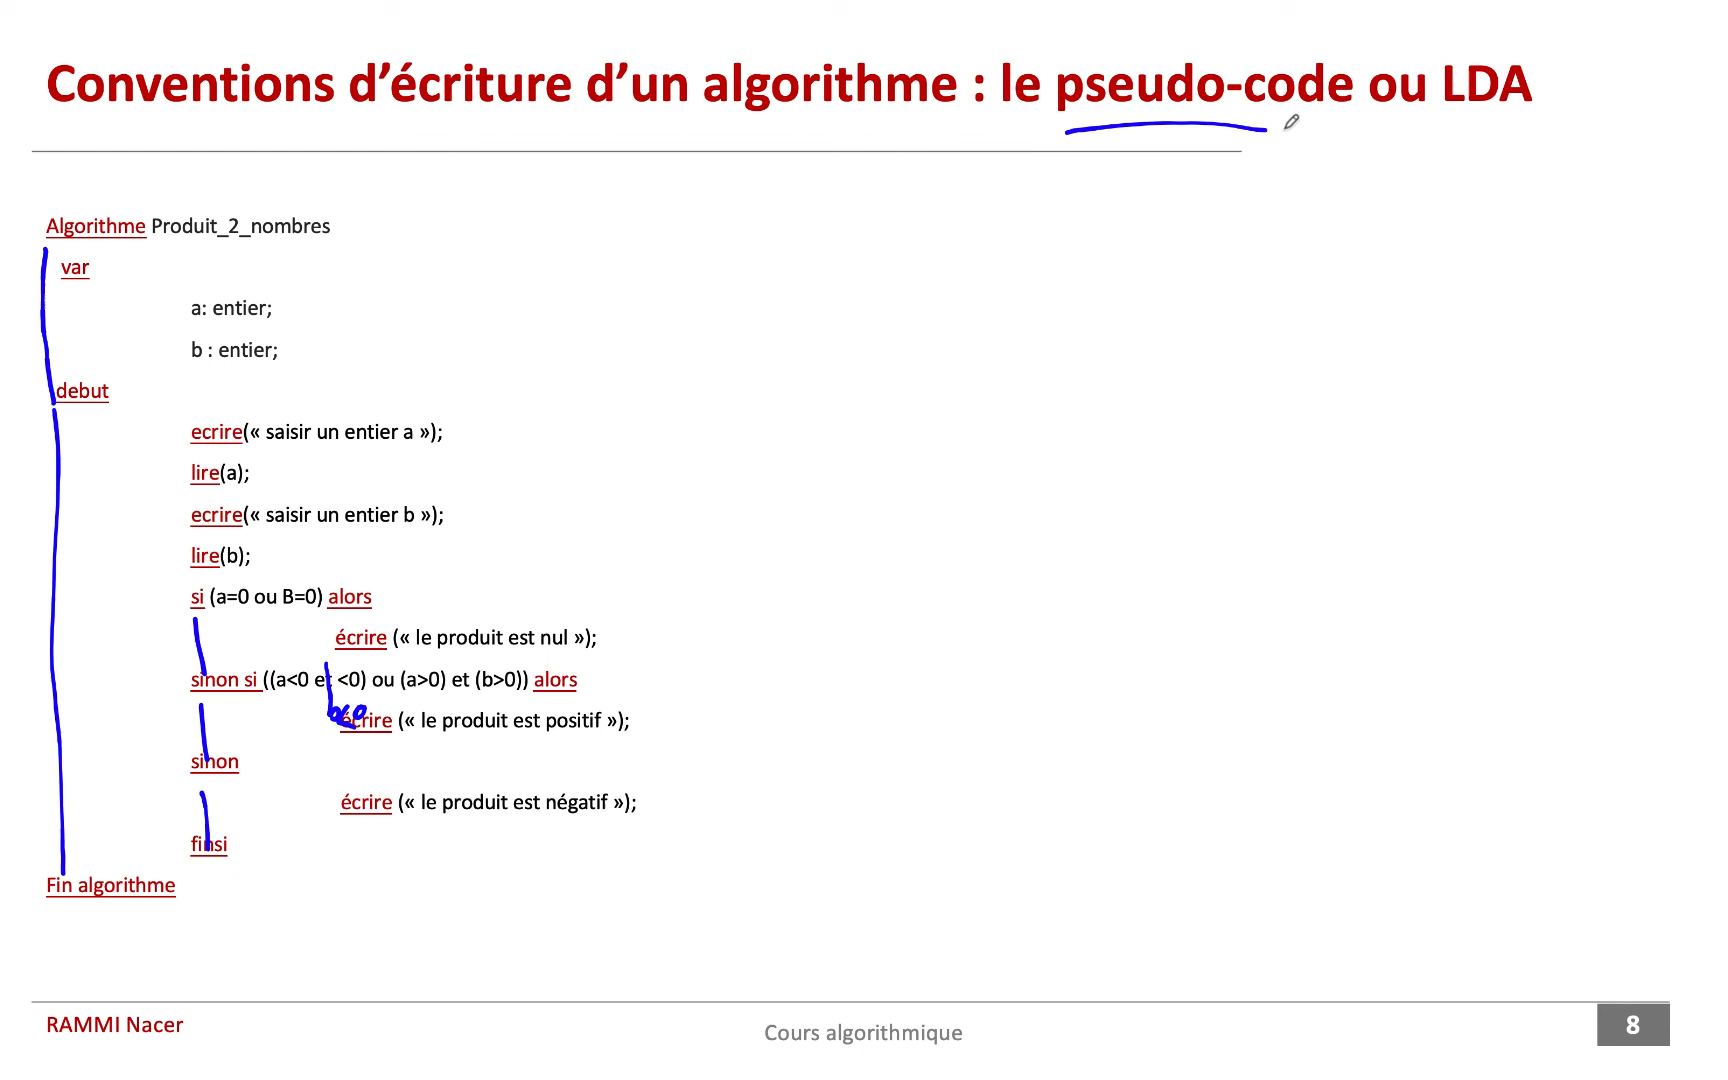 Conventions d’écriture d’un algorithme : le pseudo-code ou LDA
Algorithme Produit_2_nombres
var
a: entier;
b : entier;
debut
ecrire(« saisir un entier a »);
lire(a);
ecrire(« saisir un entier b »);
lire(b);
si (a=0 ou B=0) alors
écrire (« le produit est nul »);
sinon si ((a<0 et <0) ou (a>0) et (b>0)) alors
b<0
écrire (« le produit est positif »);
sinon
écrire (« le produit est négatif »);
finsi
Fin algorithme
RAMMI Nacer
Cours algorithmique
8